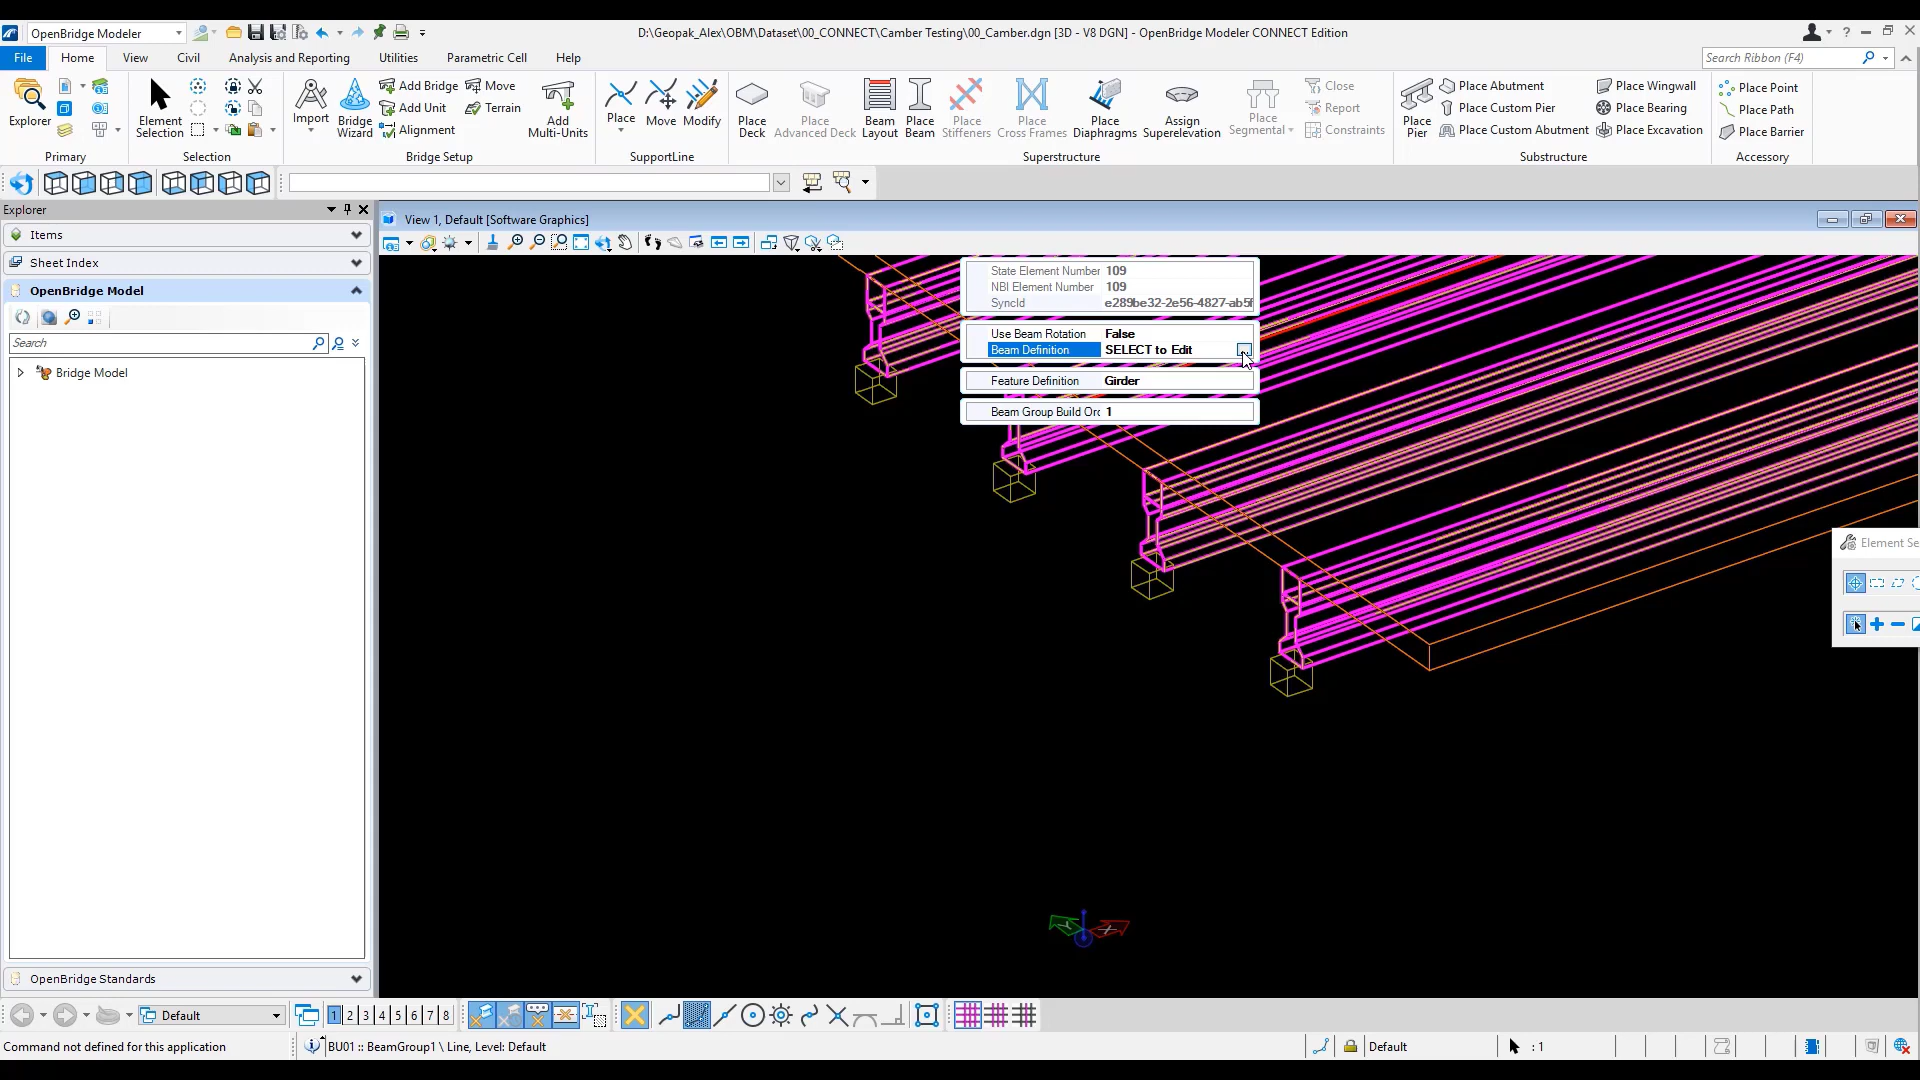 OpenBridge Modeler
D:\Geopak_Alex\OBM\Dataset\00_CONNECT\Camber Testing\00_Camber.dgn [3D - V8 DGN] - OpenBridge Modeler CONNECT Edition
File
Home
View
Civil
Analysis and Reporting
Utilities
Parametric Cell
Help
Search Ribbon (F4)
Explorer
Primary
Element
Selection
Selection
Import
Bridge
Wizard
Add Bridge
Add Unit
Alignment
Move
Terrain
Add
Multi-Units
Bridge Setup
Place
Move
Modify
SupportLine
Place
Deck
Place
Advanced Deck
Beam
Layout
Place
Beam
Place
Stiffeners
Place
Cross Frames
Place
Diaphragms
Assign
Superelevation
Place
Segmental
Close
Report
Constraints
Superstructure
Place
Pier
Place Abutment
Place Custom Pier
Place Custom Abutment
Place Wingwall
Place Bearing
Place Excavation
Substructure
Place Point
Place Path
Place Barrier
Accessory
Explorer
Items
Sheet Index
OpenBridge Model
Search
Bridge Model
OpenBridge Standards
View 1, Default [Software Graphics]
State Element Number 109
NBI Element Number 109
SyncId e289be32-2e56-4827-ab5f
Use Beam Rotation False
Beam Definition SELECT to Edit
Feature Definition Girder
Beam Group Build Orc 1
Element Se
Default
1 2 3 4 5 6 7 8
Command not defined for this application
BU01 :: BeamGroup1 \ Line, Level: Default
Default
: 1